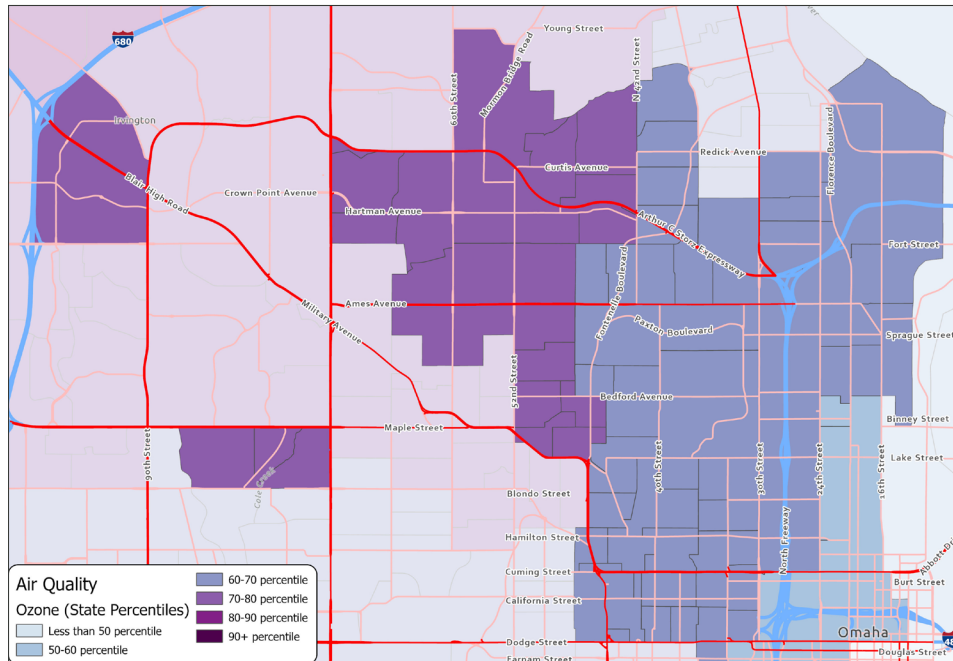 680
Young Street
60th Street
Mormon Bridge Road
N 42nd Street
Irvington
Redick Avenue
Florence Boulevard
Curtis Avenue
Blair High Road
Crown Point Avenue
Hartman Avenue
Arthur C Storz Expressway
Fort Street
Fontenelle Boulevard
Military Avenue
Ames Avenue
Paxton Boulevard
Sprague Street
52nd Street
Bedford Avenue
Binney Street
90th Street
Maple Street
40th Street
30th Street
24th Street
16th Street
Lake Street
Cole Creek
Blondo Street
Hamilton Street
North Freeway
Abbott Dr
Cuming Street
Burt Street
California Street
Omaha
48
Dodge Street
Douglas Street
Farnam Street
Air Quality
Ozone (State Percentiles)
Less than 50 percentile
50-60 percentile
60-70 percentile
70-80 percentile
80-90 percentile
90+ percentile